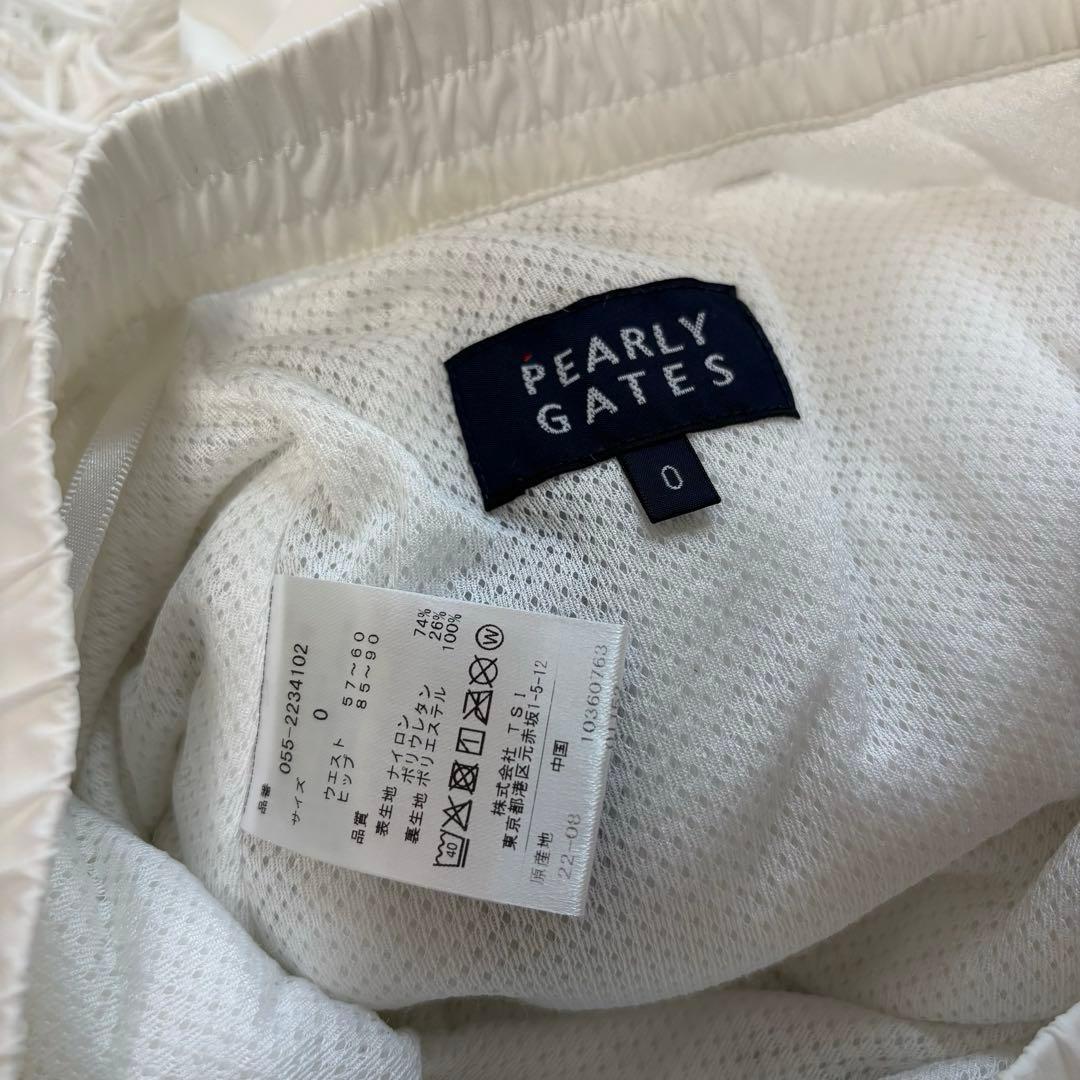 PEARLY
GATES
0
品番 055-2234102
サイズ 0
ウエスト 57~60
ヒップ 85~90
品質
表生地 ナイロン 74%
ポリウレタン 26%
裏生地 ポリエステル 100%
40 W
株式会社 TSI
東京都港区元赤坂1-5-12
原産地 中国
22-08 10360763